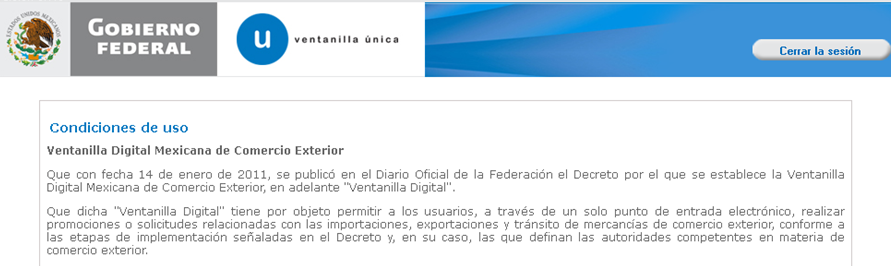 ESTADOS UNIDOS MEXICANOS
GOBIERNO
FEDERAL
u
ventanilla única
Cerrar la sesión
Condiciones de uso
Ventanilla Digital Mexicana de Comercio Exterior
Que con fecha 14 de enero de 2011, se publicó en el Diario Oficial de la Federación el Decreto por el que se establece la Ventanilla
Digital Mexicana de Comercio Exterior, en adelante "Ventanilla Digital".
Que dicha "Ventanilla Digital" tiene por objeto permitir a los usuarios, a través de un solo punto de entrada electrónico, realizar
promociones o solicitudes relacionadas con las importaciones, exportaciones y tránsito de mercancías de comercio exterior, conforme a
las etapas de implementación señaladas en el Decreto y, en su caso, las que definan las autoridades competentes en materia de
comercio exterior.